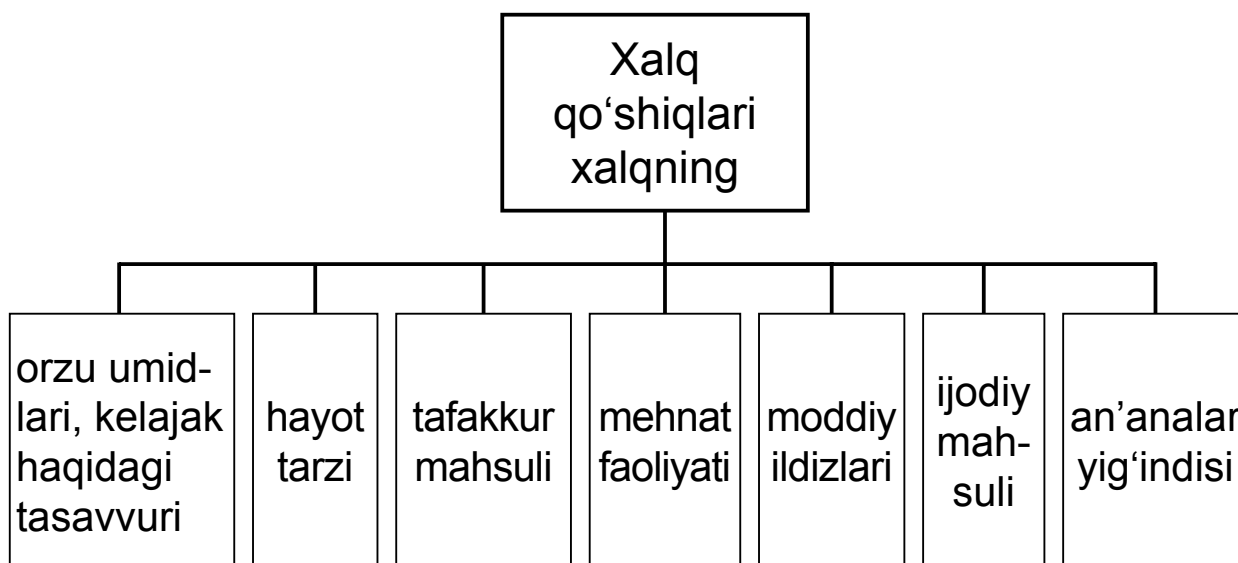 Xalq
qo‘shiqlari
xalqning
orzu umid-
lari, kelajak
haqidagi
tasavvuri
hayot
tarzi
tafakkur
mahsuli
mehnat
faoliyati
moddiy
ildizlari
ijodiy
mah-
suli
an’analar
yig‘indisi